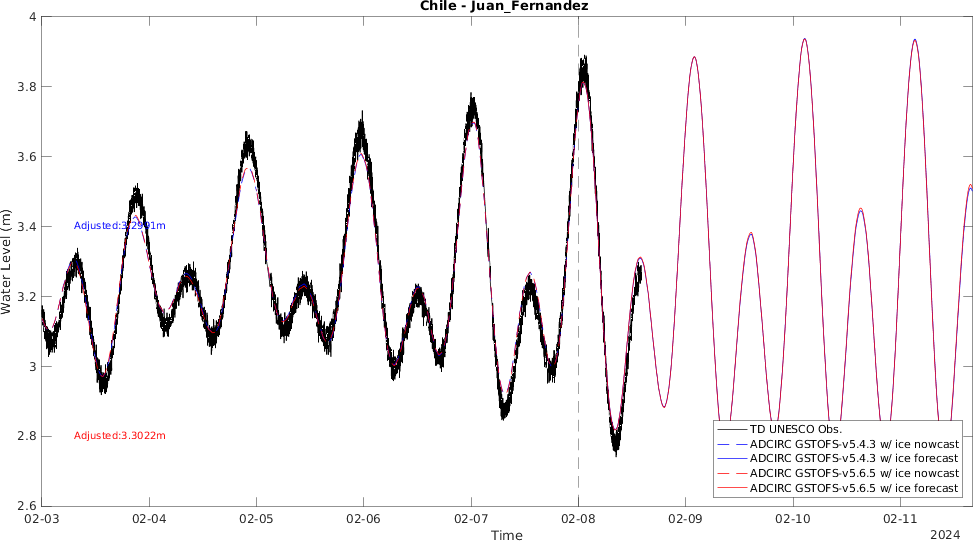 Chile - Juan_Fernandez
4
3.8
3.6
3.4
3.2
3
2.8
2.6
Water Level (m)
Adjusted:3.2991m
Adjusted:3.3022m
TD UNESCO Obs.
ADCIRC GSTOFS-v5.4.3 w/ ice nowcast
ADCIRC GSTOFS-v5.4.3 w/ ice forecast
ADCIRC GSTOFS-v5.6.5 w/ ice nowcast
ADCIRC GSTOFS-v5.6.5 w/ ice forecast
02-03 02-04 02-05 02-06 02-07 02-08 02-09 02-10 02-11
Time
2024